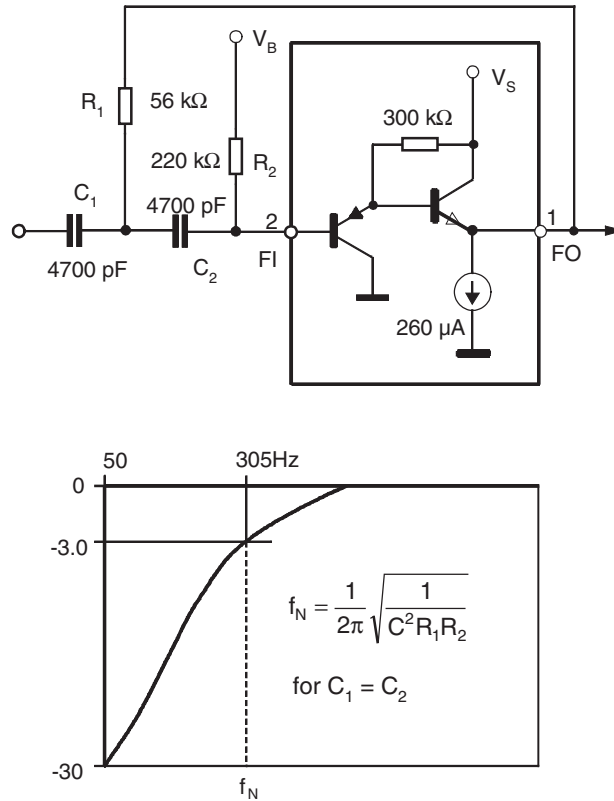 V_B
V_S
R_1
56 kΩ
300 kΩ
220 kΩ
R_2
C_1
4700 pF
2
1
4700 pF
C_2
FI
FO
260 µA
50
305Hz
0
-3.0
f_N = 1/2π √1/C²R_1R_2
for C_1 = C_2
-30
f_N